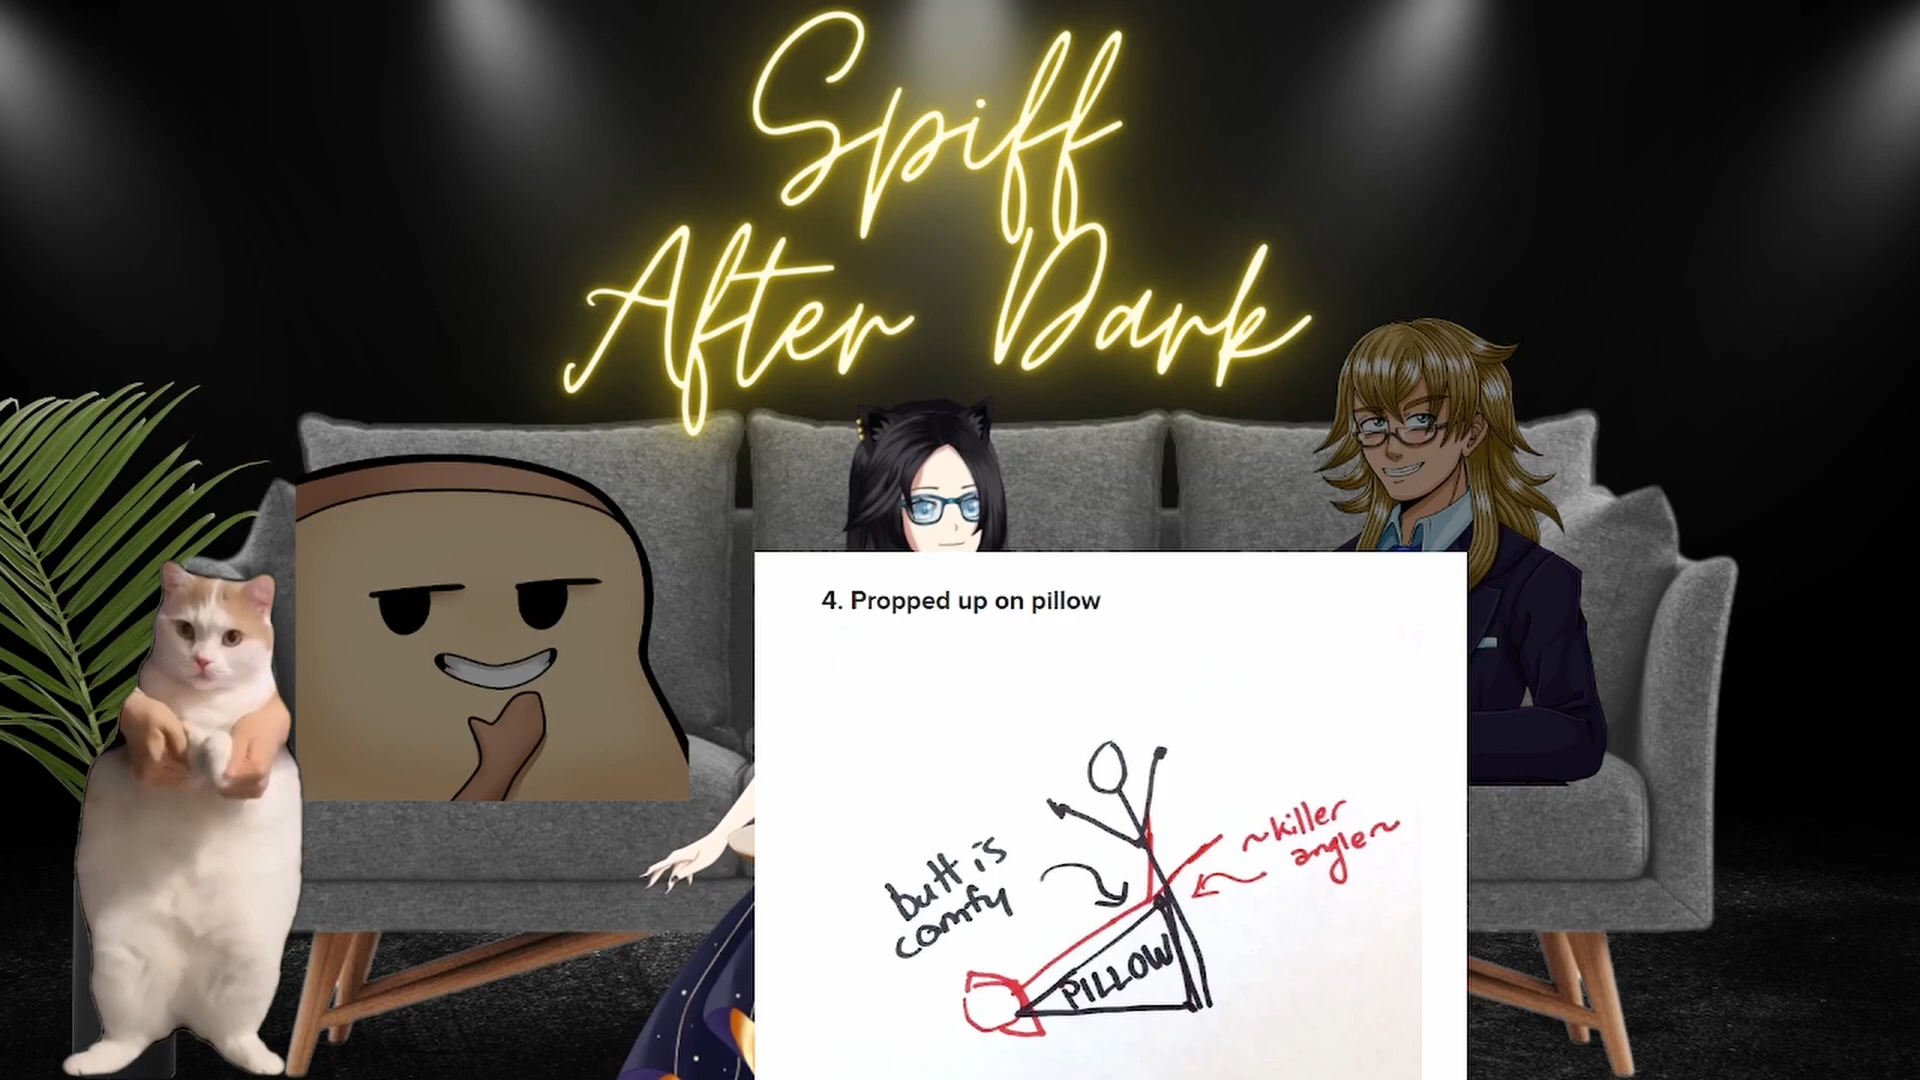 Spiff
After Dark
4. Propped up on pillow
~killer
angle~
butt is
comfy
PILLOW